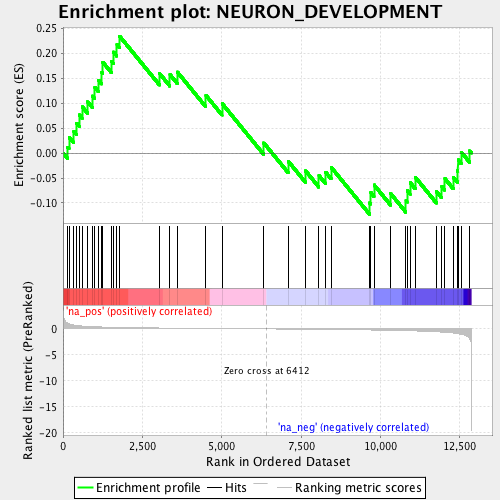 Enrichment plot: NEURON_DEVELOPMENT
Enrichment score (ES)
0.25
0.20
0.15
0.10
0.05
0.00
-0.05
-0.10
'na_pos' (positively correlated)
Ranked list metric (PreRanked)
0
-5
-10
-15
-20
Zero cross at 6412
'na_neg' (negatively correlated)
0
2,500
5,000
7,500
10,000
12,500
Rank in Ordered Dataset
Enrichment profile
Hits
Ranking metric scores